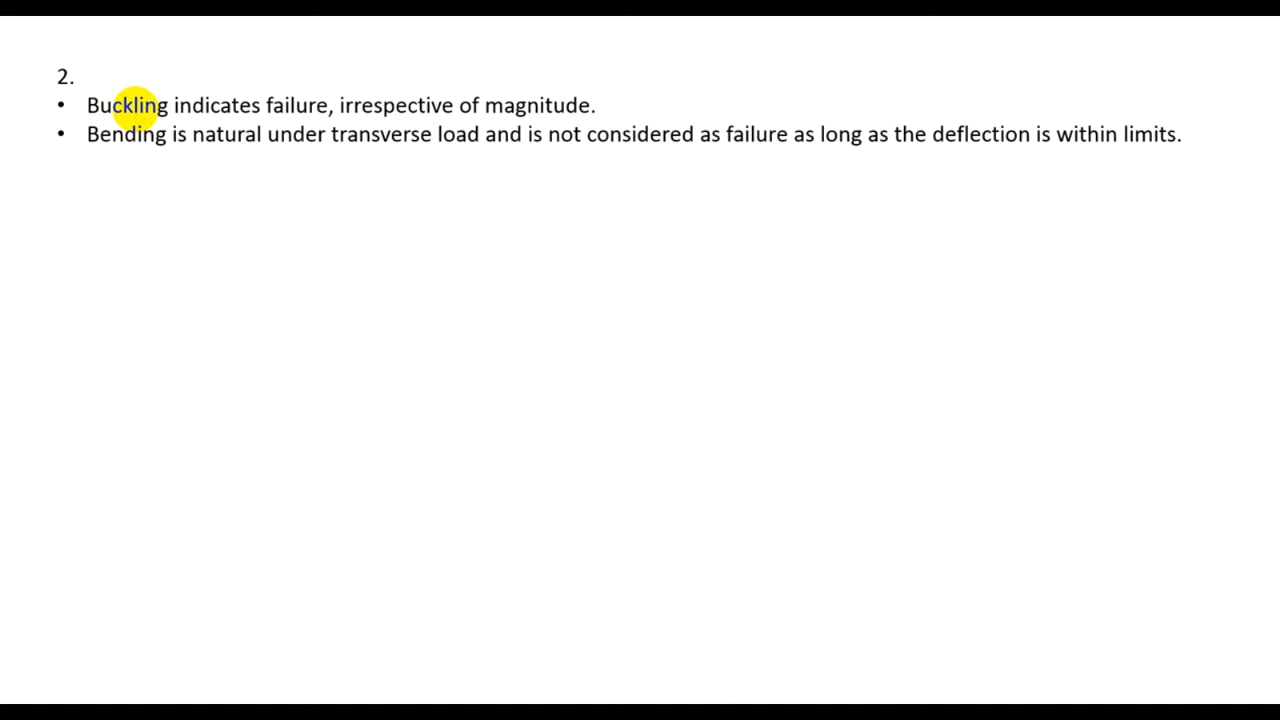 2.
• Buckling indicates failure, irrespective of magnitude.
• Bending is natural under transverse load and is not considered as failure as long as the deflection is within limits.